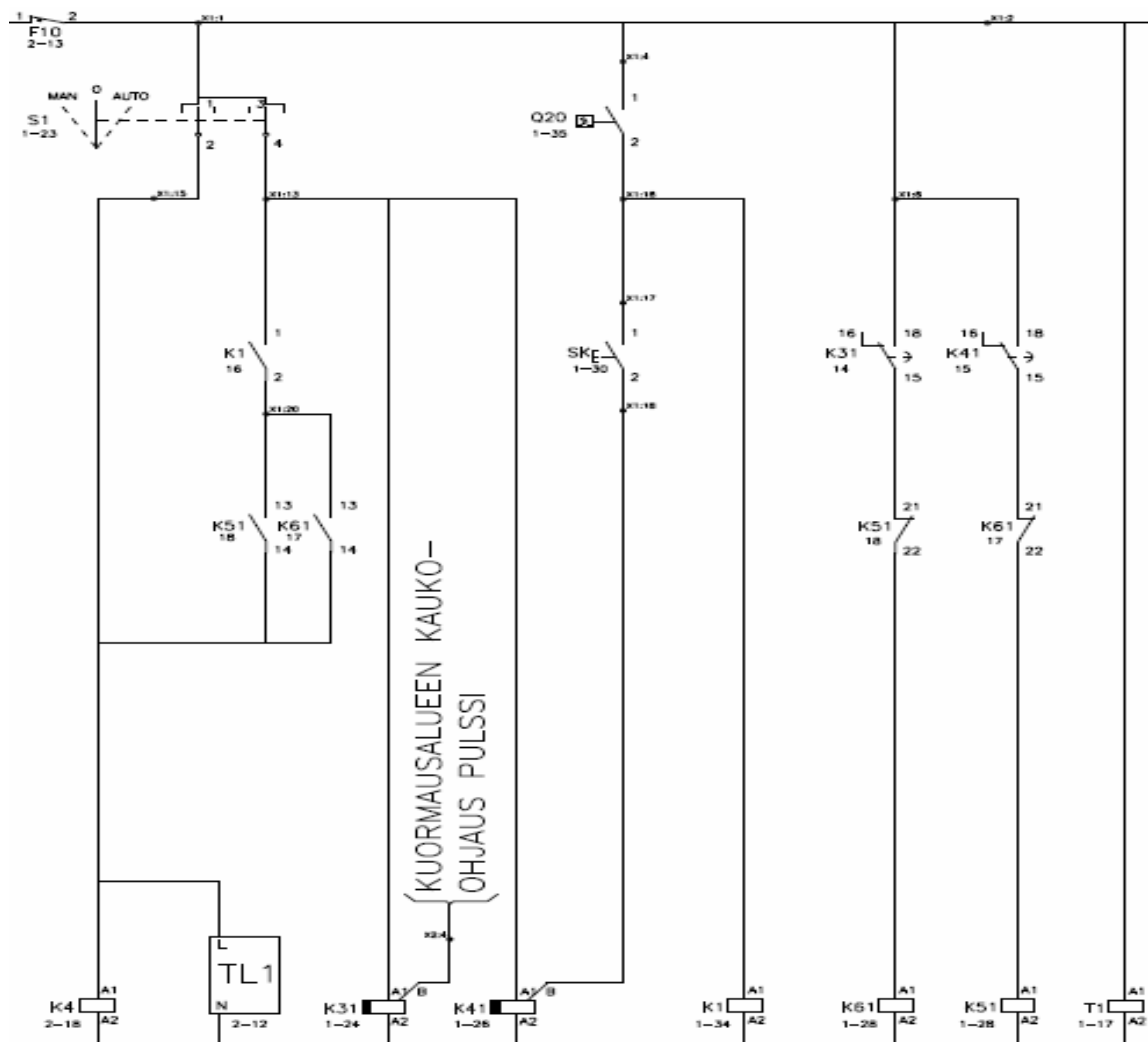 1 2 X1:1 X1:2
F10
2-13
X1:4
MAN 0 AUTO 1 3 1
S1 Q20
1-23 1-35
2 4 2
X1:15 X1:13 X1:16
X1:17
1 1 16 18 16 18
K1 SK E K31 K41
16 1-30 14 15
2 2 15 15
X1:20
13 13 21 21
K51 K61 K51 K61
18 17 18 17
14 14 22 22
KUORMAUSALUEEN KAUKO-
OHJAUS PULSSI
X2:4
L
TL1
N
2-12
A1 A1 B A1 B A1 A1 A1 A1
K4 K31 K41 K1 K61 K51 T1
A2 A2 A2 A2 A2 A2 A2
2-18 1-24 1-26 1-34 1-28 1-28 1-17